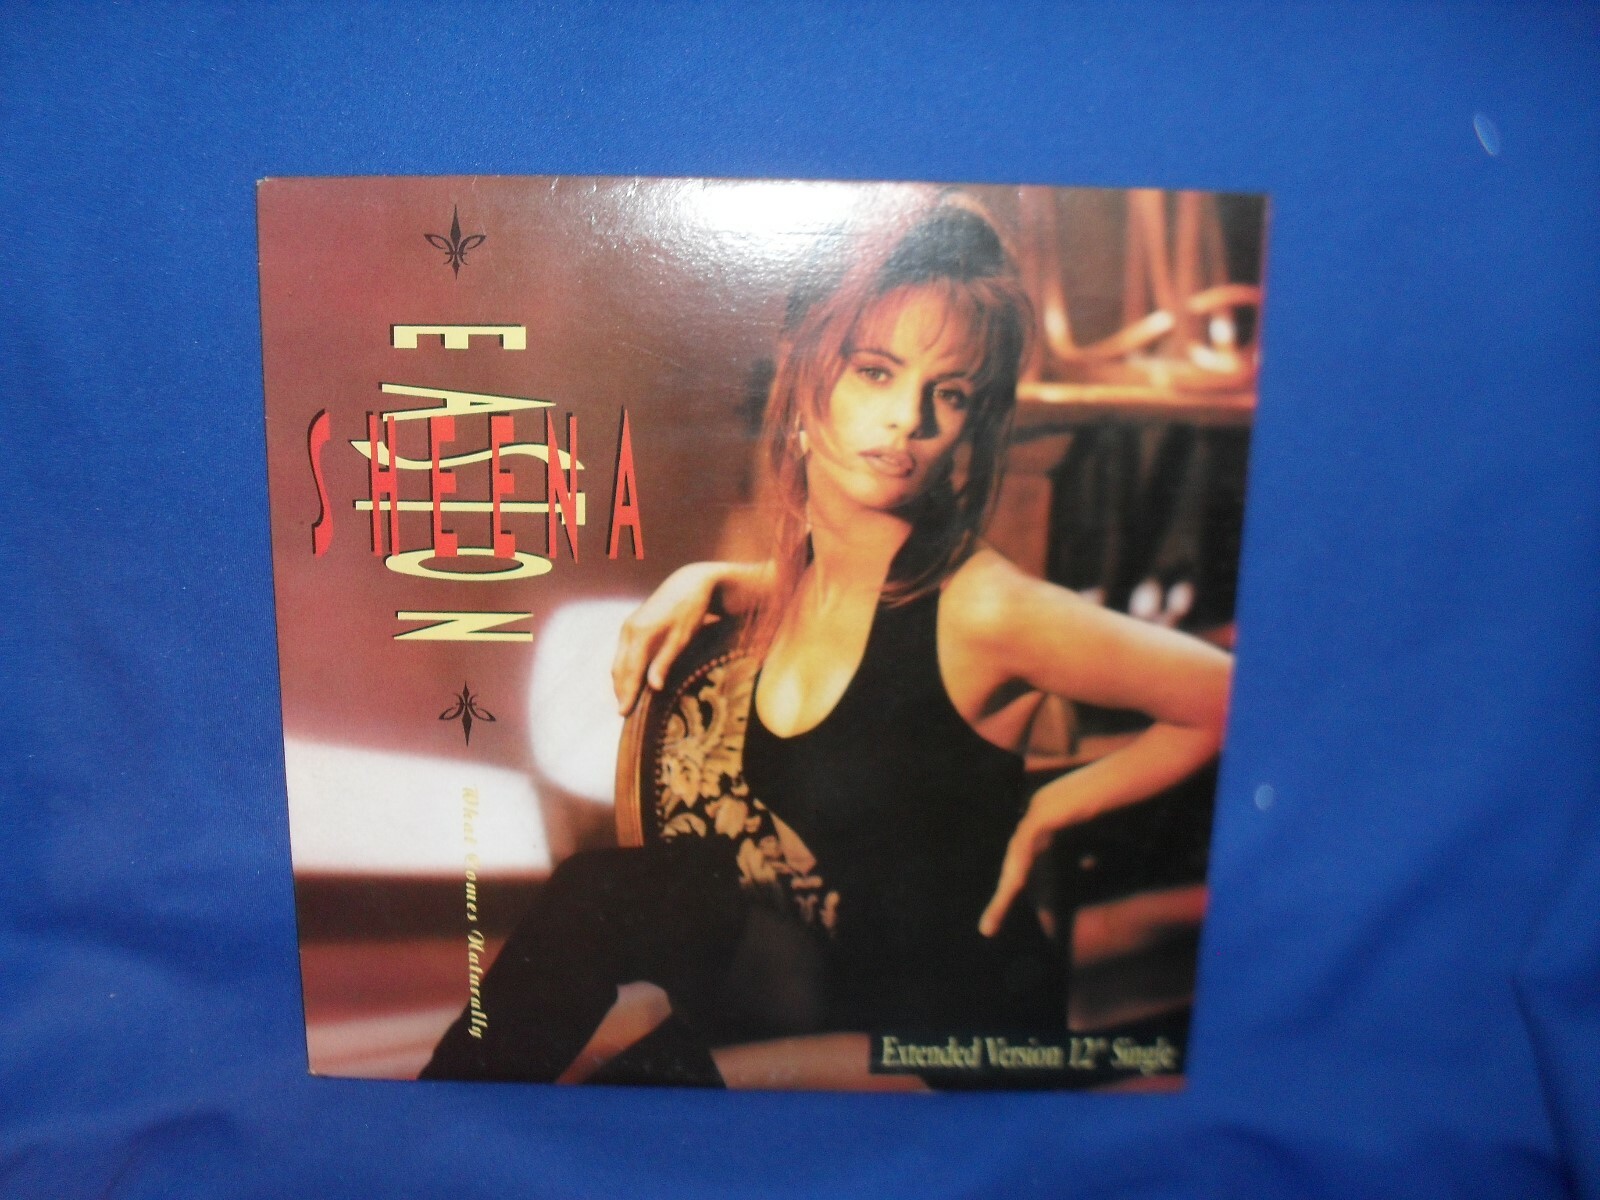 SHEENA
EASTON
What Comes Naturally
Extended Version 12" Single